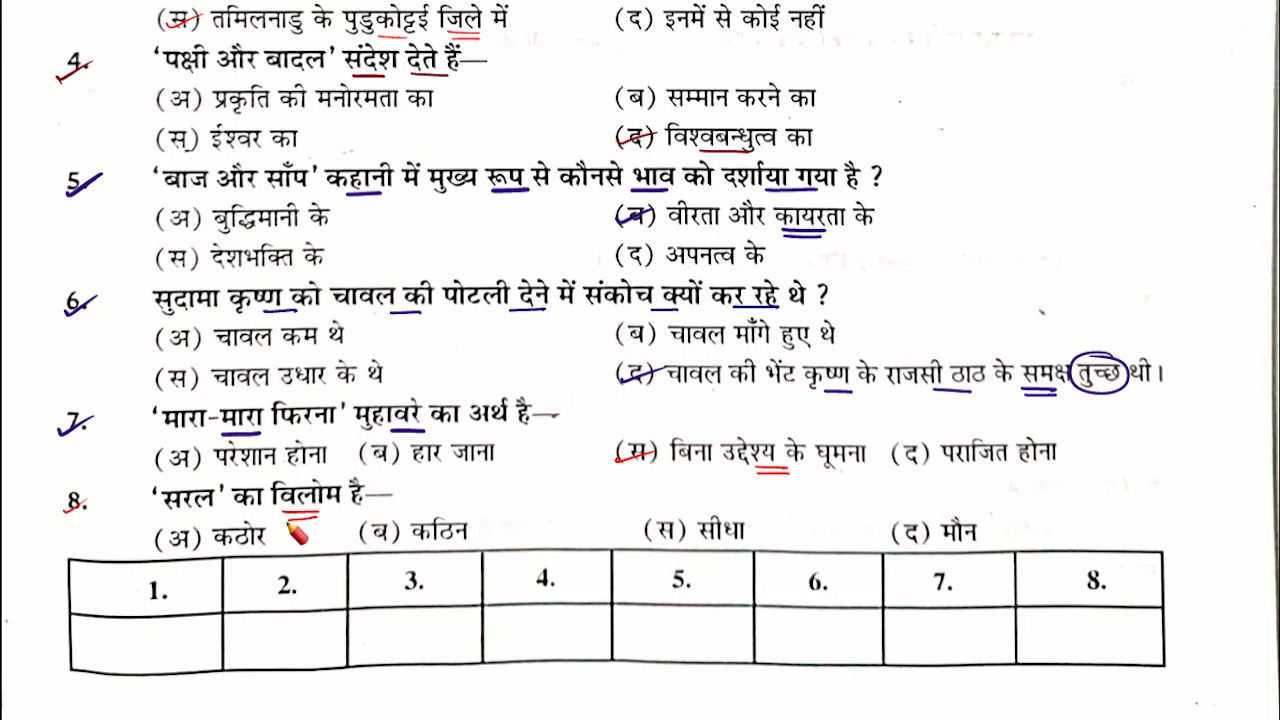 (स) तमिलनाडु के पुडुकोट्टई जिले में (द) इनमें से कोई नहीं
4. 'पक्षी और बादल' संदेश देते हैं—
(अ) प्रकृति की मनोरमता का (ब) सम्मान करने का
(स) ईश्वर का (द) विश्वबन्धुत्व का
5. 'बाज और साँप' कहानी में मुख्य रूप से कौनसे भाव को दर्शाया गया है ?
(अ) बुद्धिमानी के (ब) वीरता और कायरता के
(स) देशभक्ति के (द) अपनत्व के
6. सुदामा कृष्ण को चावल की पोटली देने में संकोच क्यों कर रहे थे ?
(अ) चावल कम थे (ब) चावल माँगे हुए थे
(स) चावल उधार के थे (द) चावल की भेंट कृष्ण के राजसी ठाठ के समक्ष तुच्छ थी।
7. 'मारा-मारा फिरना' मुहावरे का अर्थ है—
(अ) परेशान होना (ब) हार जाना (स) बिना उद्देश्य के घूमना (द) पराजित होना
8. 'सरल' का विलोम है—
(अ) कठोर (ब) कठिन (स) सीधा (द) मौन
1. 2. 3. 4. 5. 6. 7. 8.